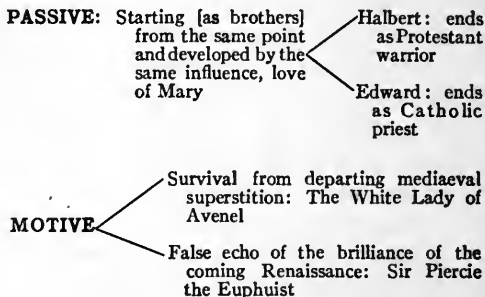 PASSIVE: Starting [as brothers]
from the same point
and developed by the
same influence, love
of Mary
Halbert: ends
as Protestant
warrior
Edward: ends
as Catholic
priest
MOTIVE
Survival from departing mediaeval
superstition: The White Lady of
Avenel
False echo of the brilliance of the
coming Renaissance: Sir Piercie
the Euphuist